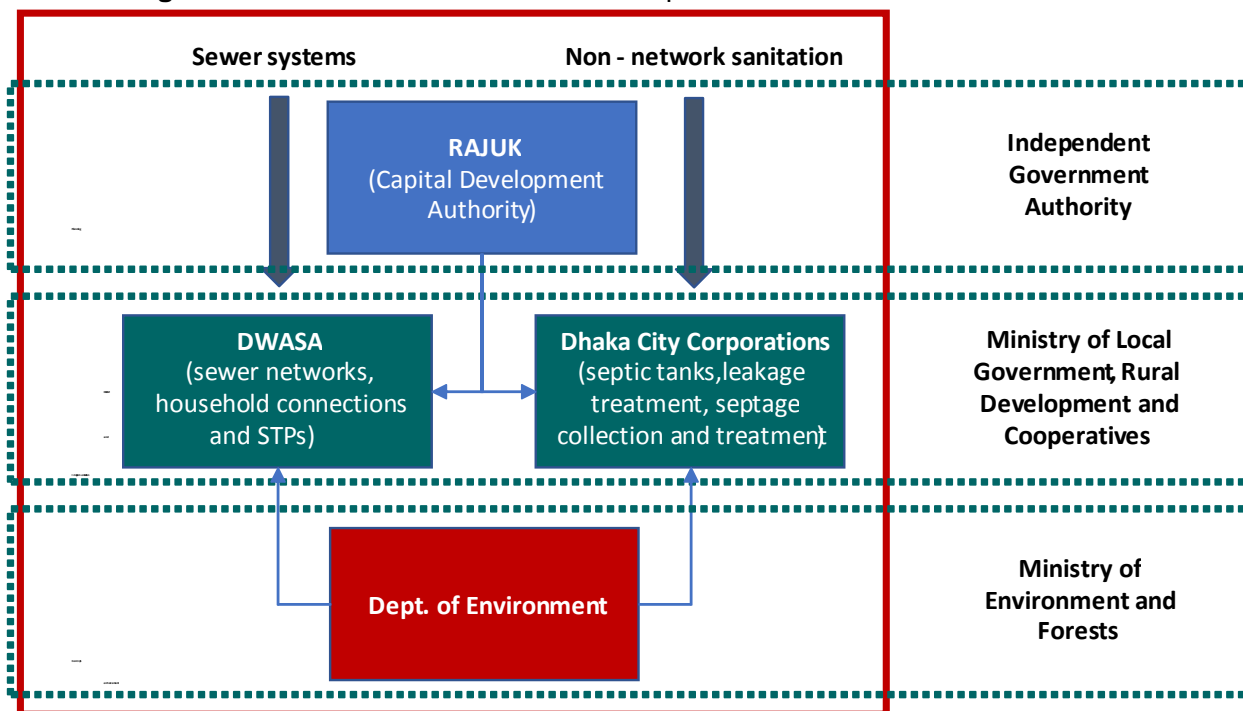 Sewer systems
Non - network sanitation
RAJUK
(Capital Development
Authority)
Independent
Government
Authority
DWASA
(sewer networks,
household connections
and STPs)
Dhaka City Corporations
(septic tanks,leakage
treatment, septage
collection and treatment)
Ministry of Local
Government, Rural
Development and
Cooperatives
Dept. of Environment
Ministry of
Environment and
Forests